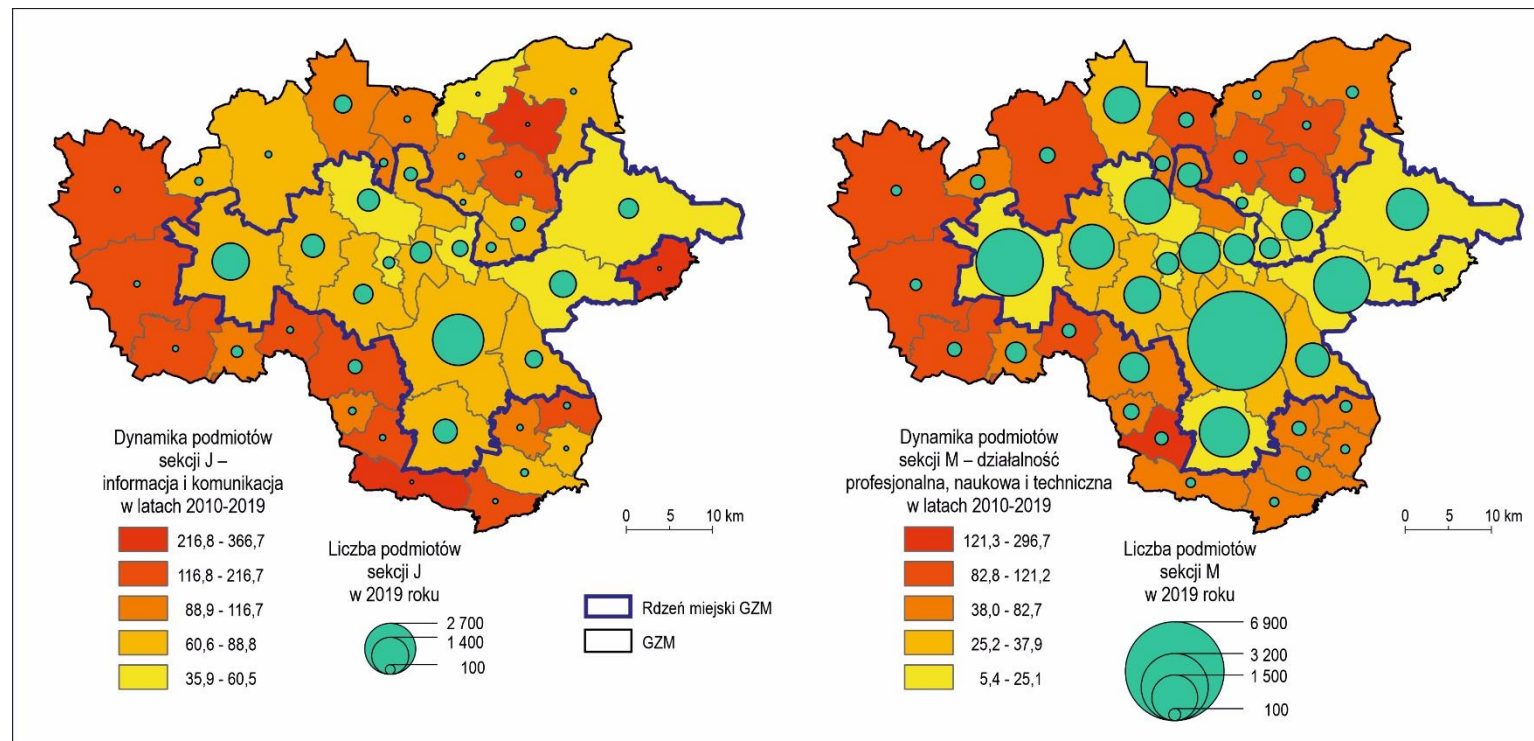 Dynamika podmiotów
sekcji J –
informacja i komunikacja
w latach 2010-2019
216,8 - 366,7
116,8 - 216,7
88,9 - 116,7
60,6 - 88,8
35,9 - 60,5
Liczba podmiotów
sekcji J
w 2019 roku
2 700
1 400
100
0 5 10 km
Rdzeń miejski GZM
GZM
Dynamika podmiotów
sekcji M – działalność
profesjonalna, naukowa i techniczna
w latach 2010-2019
121,3 - 296,7
82,8 - 121,2
38,0 - 82,7
25,2 - 37,9
5,4 - 25,1
Liczba podmiotów
sekcji M
w 2019 roku
6 900
3 200
1 500
100
0 5 10 km